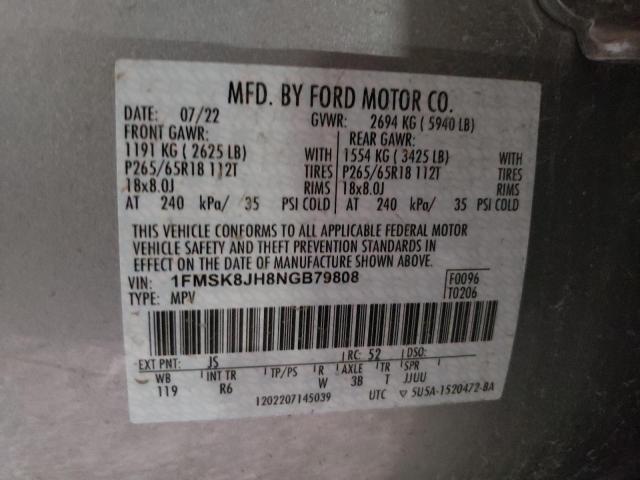 MFD. BY FORD MOTOR CO.
DATE: 07/22 GVWR: 2694 KG ( 5940 LB)
FRONT GAWR: REAR GAWR:
1191 KG ( 2625 LB) WITH 1554 KG ( 3425 LB) WITH
P265/65R18 112T TIRES P265/65R18 112T TIRES
18x8.0J RIMS 18x8.0J RIMS
AT 240 kPa/ 35 PSI COLD AT 240 kPa/ 35 PSI COLD
THIS VEHICLE CONFORMS TO ALL APPLICABLE FEDERAL MOTOR
VEHICLE SAFETY AND THEFT PREVENTION STANDARDS IN
EFFECT ON THE DATE OF MANUFACTURE SHOWN ABOVE.
VIN: 1FMSK8JH8NGB79808 F0096
TYPE: MPV T0206
EXT PNT: JS RC: 52 DSO:
WB INT TR TP/PS R AXLE TR SPR
119 R6 W 3B T JJUU
1202207145039 UTC ▽ 5U5A-1520472-BA